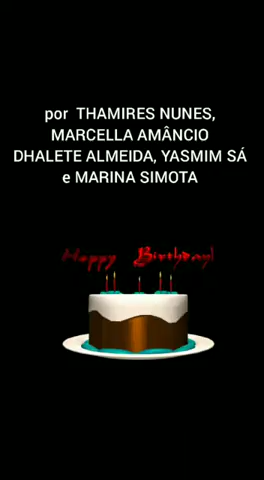 por THAMIRES NUNES,
MARCELLA AMÂNCIO
DHALETE ALMEIDA, YASMIM SÁ
e MARINA SIMOTA
Happy Birthday!